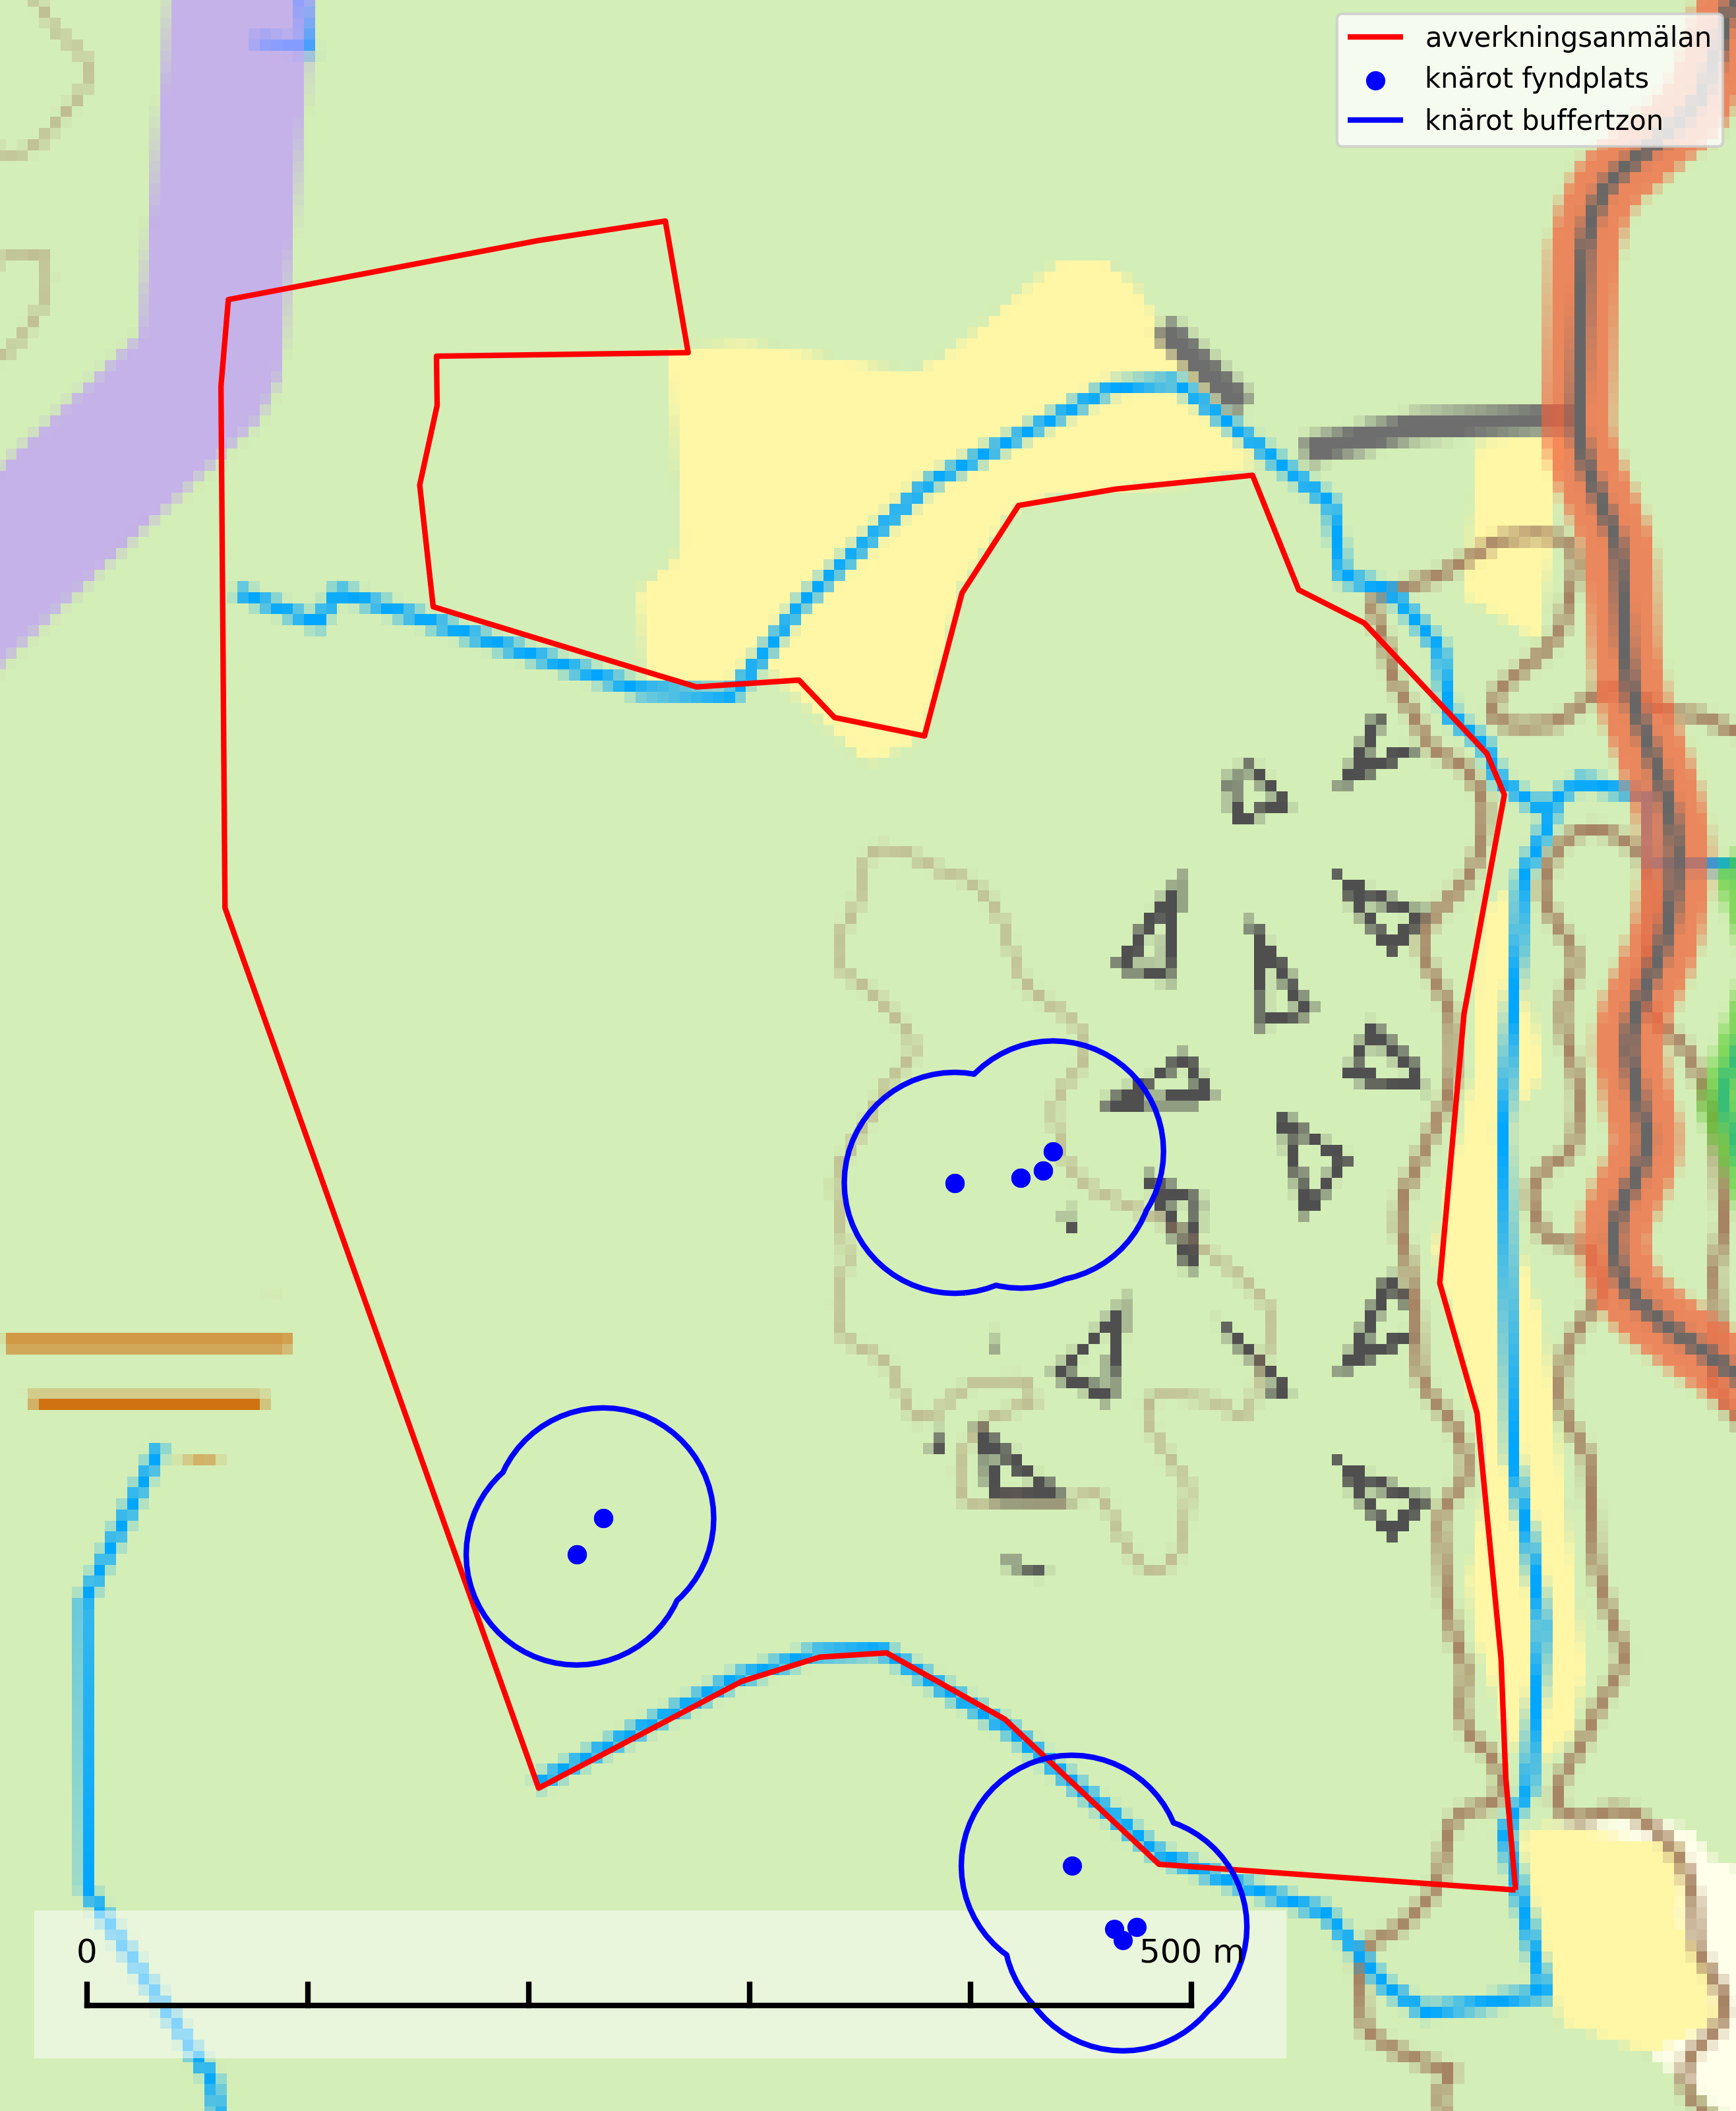 avverkningsanmälan
knärot fyndplats
knärot buffertzon
0 500 m